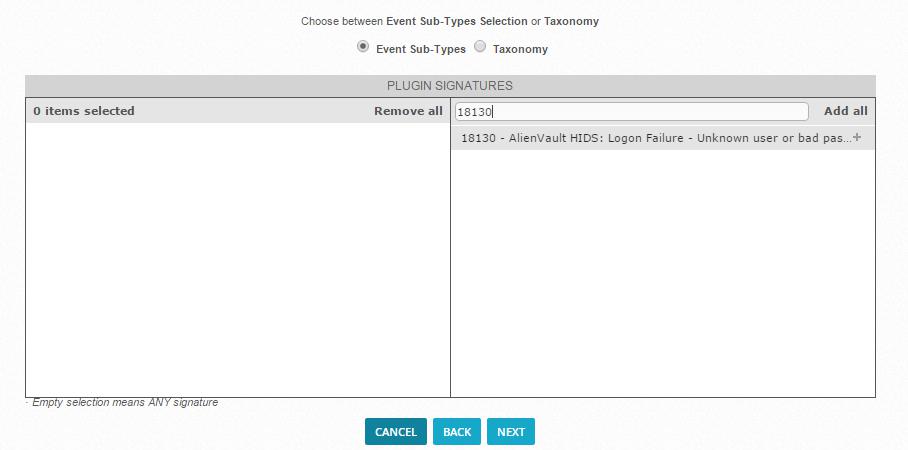 Choose between Event Sub-Types Selection or Taxonomy
Event Sub-Types Taxonomy
PLUGIN SIGNATURES
0 items selected Remove all
18130 Add all
18130 - AlienVault HIDS: Logon Failure - Unknown user or bad pas...+
- Empty selection means ANY signature
CANCEL BACK NEXT